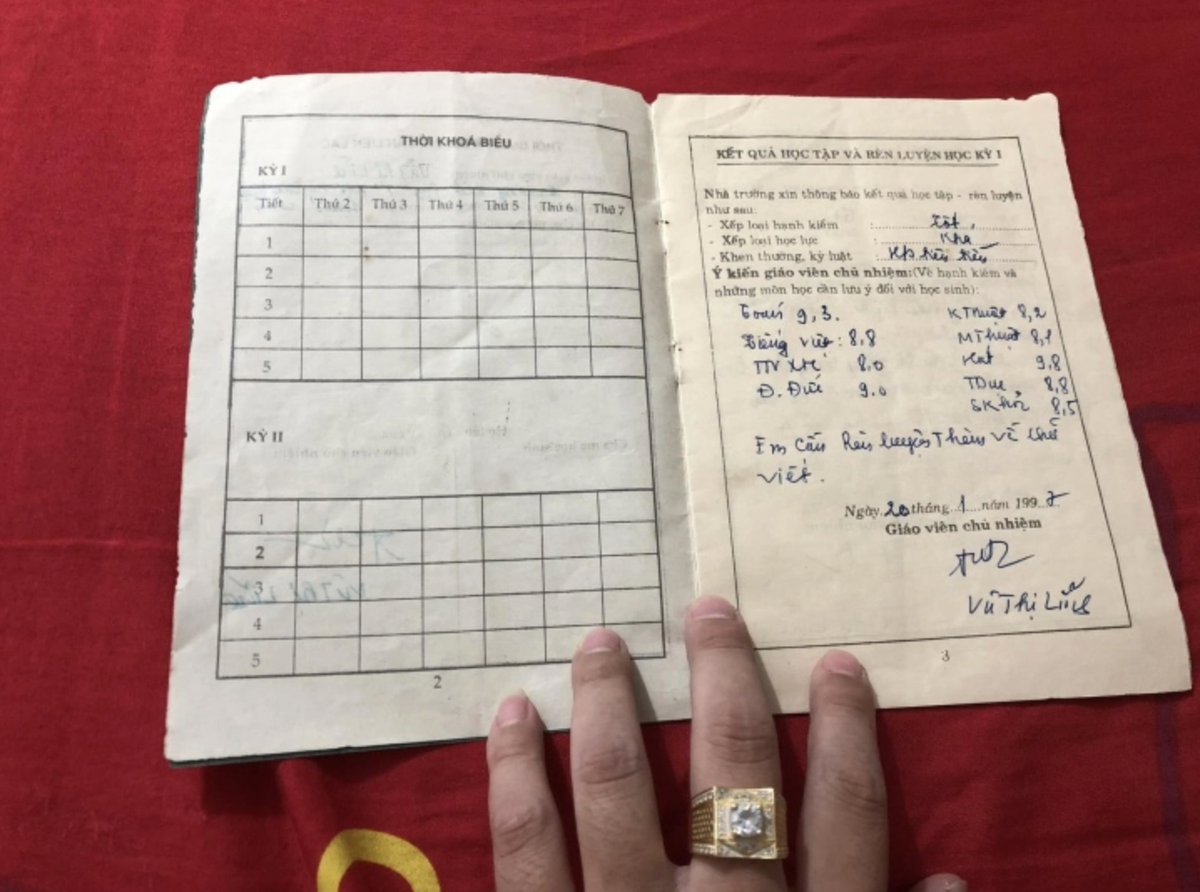 THỜI KHOÁ BIỂU
KỲ I
Tiết Thứ 2 Thứ 3 Thứ 4 Thứ 5 Thứ 6 Thứ 7
1
2
3
4
5
KỲ II
1
2
3
4
5
2
KẾT QUẢ HỌC TẬP VÀ RÈN LUYỆN HỌC KỲ I
Nhà trường xin thông báo kết quả học tập - rèn luyện
như sau:
- Xếp loại hạnh kiểm : Tốt
- Xếp loại học lực : Khá
- Khen thưởng, kỷ luật
Ý kiến giáo viên chủ nhiệm:(Về hạnh kiểm và
những môn học cần lưu ý đối với học sinh):
Toán 9,3. KThuật 8,2
Tiếng Việt: 8,8 MThuật 8,1
8,0 Hát 9,8
Đ. Đức 9.0 TDục 8,8
8,5
Em Cần Rèn luyện Thêm về chữ
viết.
Ngày 20 tháng 1 năm 1997
Giáo viên chủ nhiệm
Vũ Thị
3